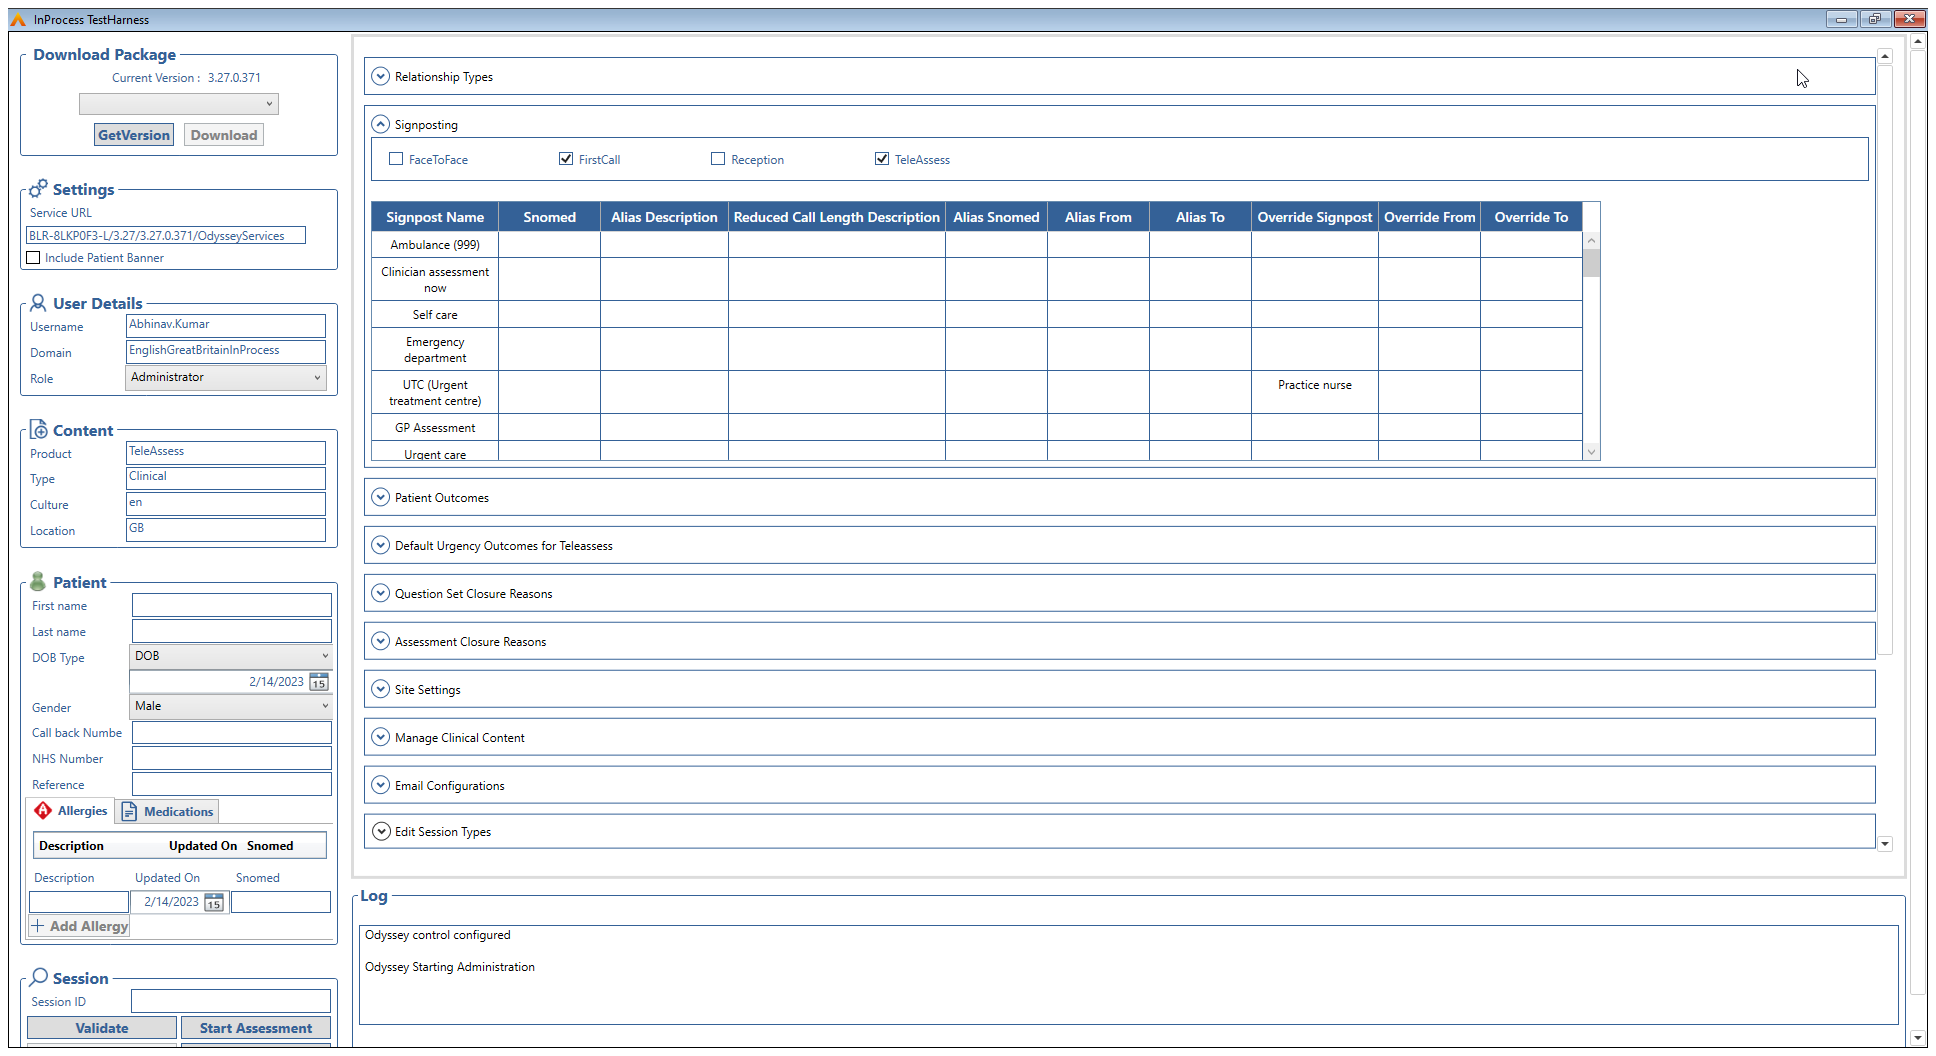 InProcess TestHarness
Download Package
Current Version : 3.27.0.371
GetVersion Download
Settings
Service URL
BLR-8LKP0F3-L/3.27/3.27.0.371/OdysseyServices
Include Patient Banner
User Details
Username Abhinav.Kumar
Domain EnglishGreatBritainInProcess
Role Administrator
Content
Product TeleAssess
Type Clinical
Culture en
Location GB
Patient
First name
Last name
DOB Type DOB
2/14/2023 15
Gender Male
Call back Numbe
NHS Number
Reference
Allergies Medications
Description Updated On Snomed
Description Updated On Snomed
2/14/2023 15
Add Allergy
Session
Session ID
Validate Start Assessment
Relationship Types
Signposting
FaceToFace FirstCall Reception TeleAssess
Signpost Name Snomed Alias Description Reduced Call Length Description Alias Snomed Alias From Alias To Override Signpost Override From Override To
Ambulance (999)
Clinician assessment
now
Self care
Emergency
department
UTC (Urgent Practice nurse
treatment centre)
GP Assessment
Urgent care
Patient Outcomes
Default Urgency Outcomes for Teleassess
Question Set Closure Reasons
Assessment Closure Reasons
Site Settings
Manage Clinical Content
Email Configurations
Edit Session Types
Log
Odyssey control configured
Odyssey Starting Administration